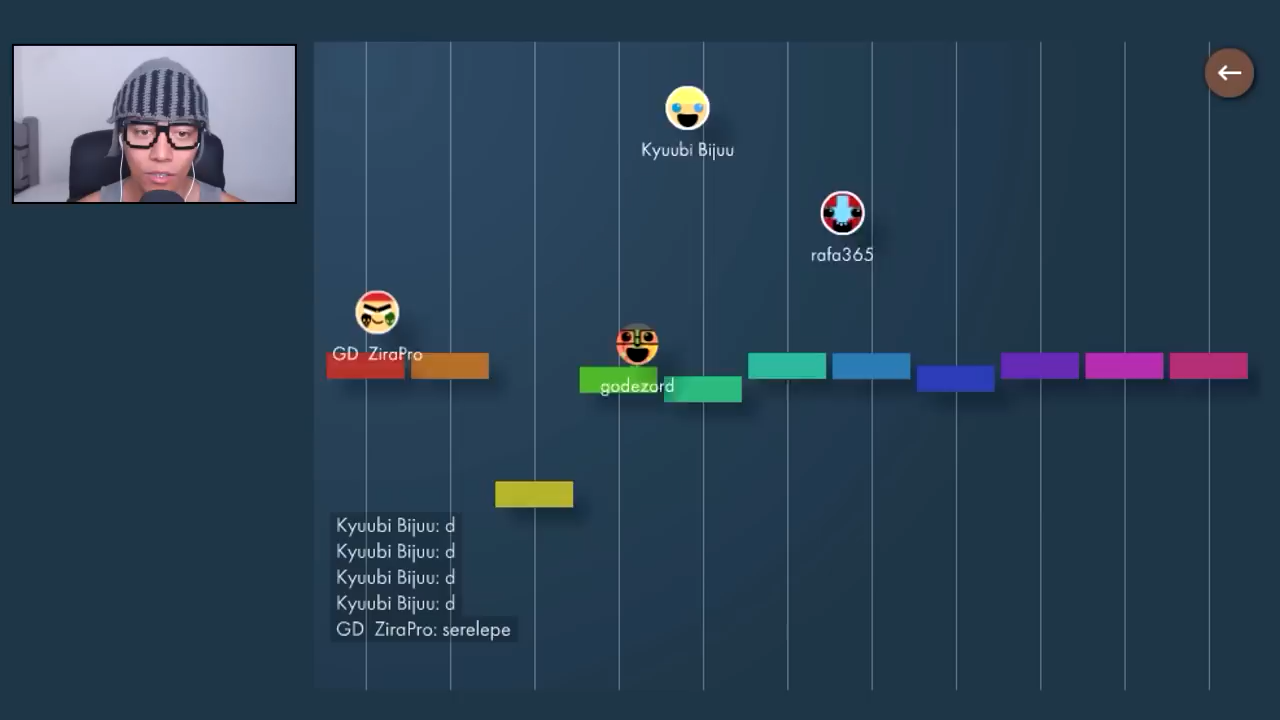 Kyuubi Bijuu
rafa365
GD ZiraPro
godezord
Kyuubi Bijuu: d
Kyuubi Bijuu: d
Kyuubi Bijuu: d
Kyuubi Bijuu: d
GD ZiraPro: serelepe